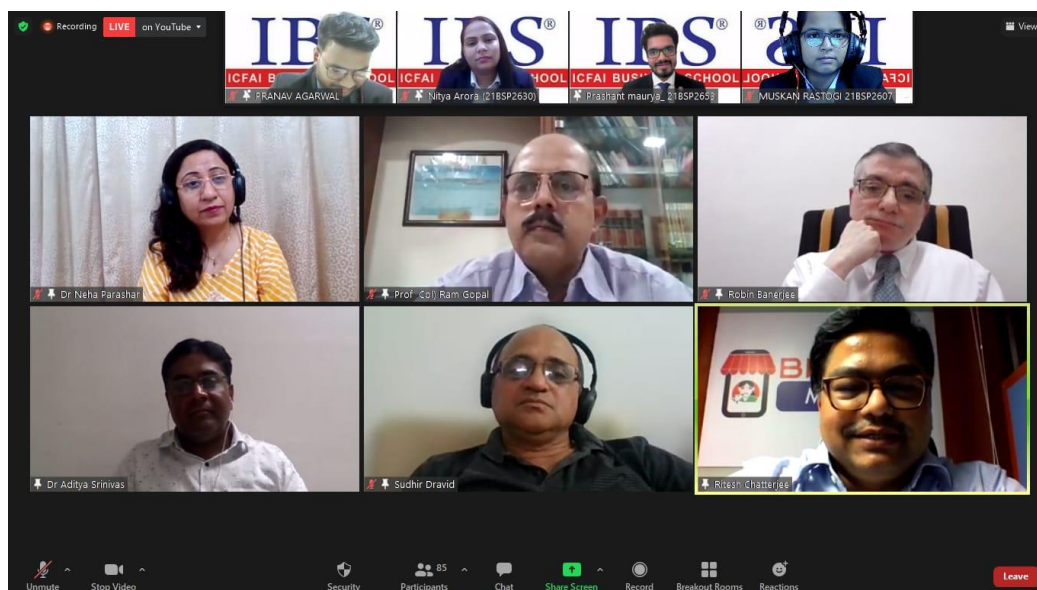 Recording LIVE on YouTube
View
IBS®
ICFAI BUSINESS SCHOOL
PRANAV AGARWAL
Nitya Arora (21BSP2630)
Prashant maurya_ 21BSP2653
MUSKAN RASTOGI 21BSP2607
Dr Neha Parashar
Prof (Col) Ram Gopal
Robin Banerjee
Dr Aditya Srinivas
Sudhir Dravid
Ritesh Chatterjee
Unmute
Stop Video
Security
85
Participants
Chat
Share Screen
Record
Breakout Rooms
Reactions
Leave